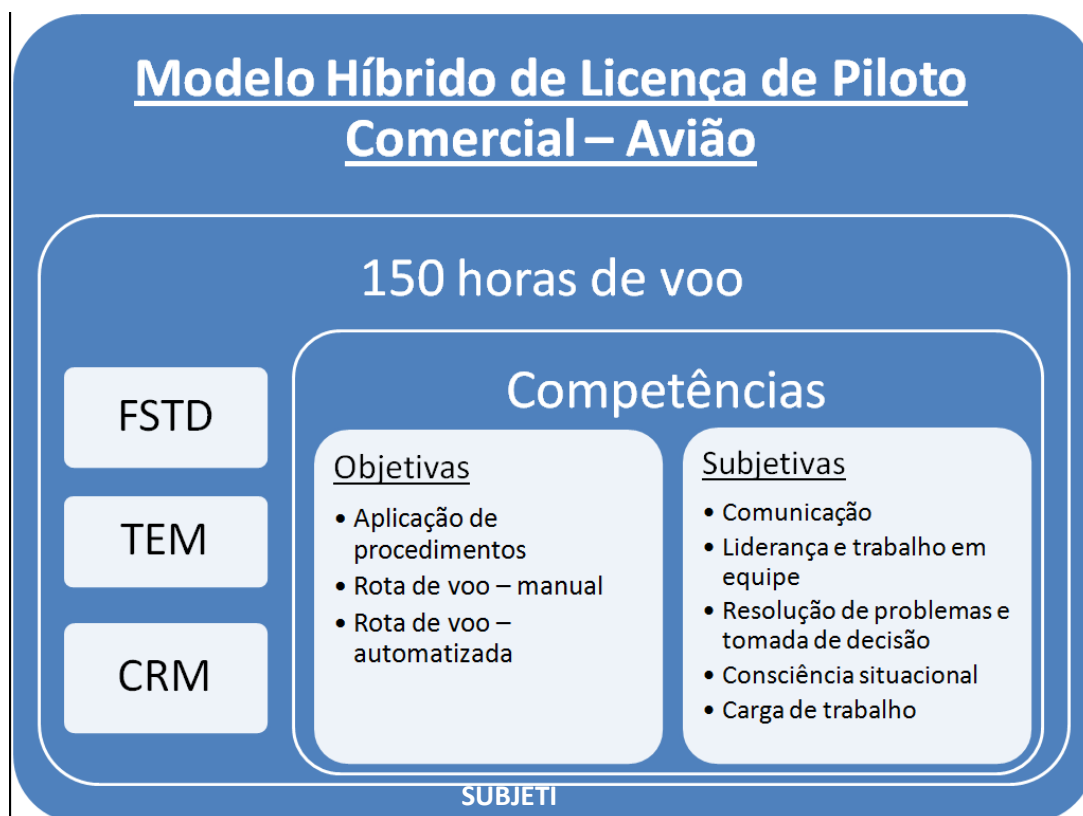 Modelo Híbrido de Licença de Piloto
Comercial – Avião
150 horas de voo
FSTD
TEM
CRM
Competências
Objetivas
• Aplicação de
procedimentos
• Rota de voo – manual
• Rota de voo –
automatizada
Subjetivas
• Comunicação
• Liderança e trabalho em
equipe
• Resolução de problemas e
tomada de decisão
• Consciência situacional
• Carga de trabalho
SUBJETI